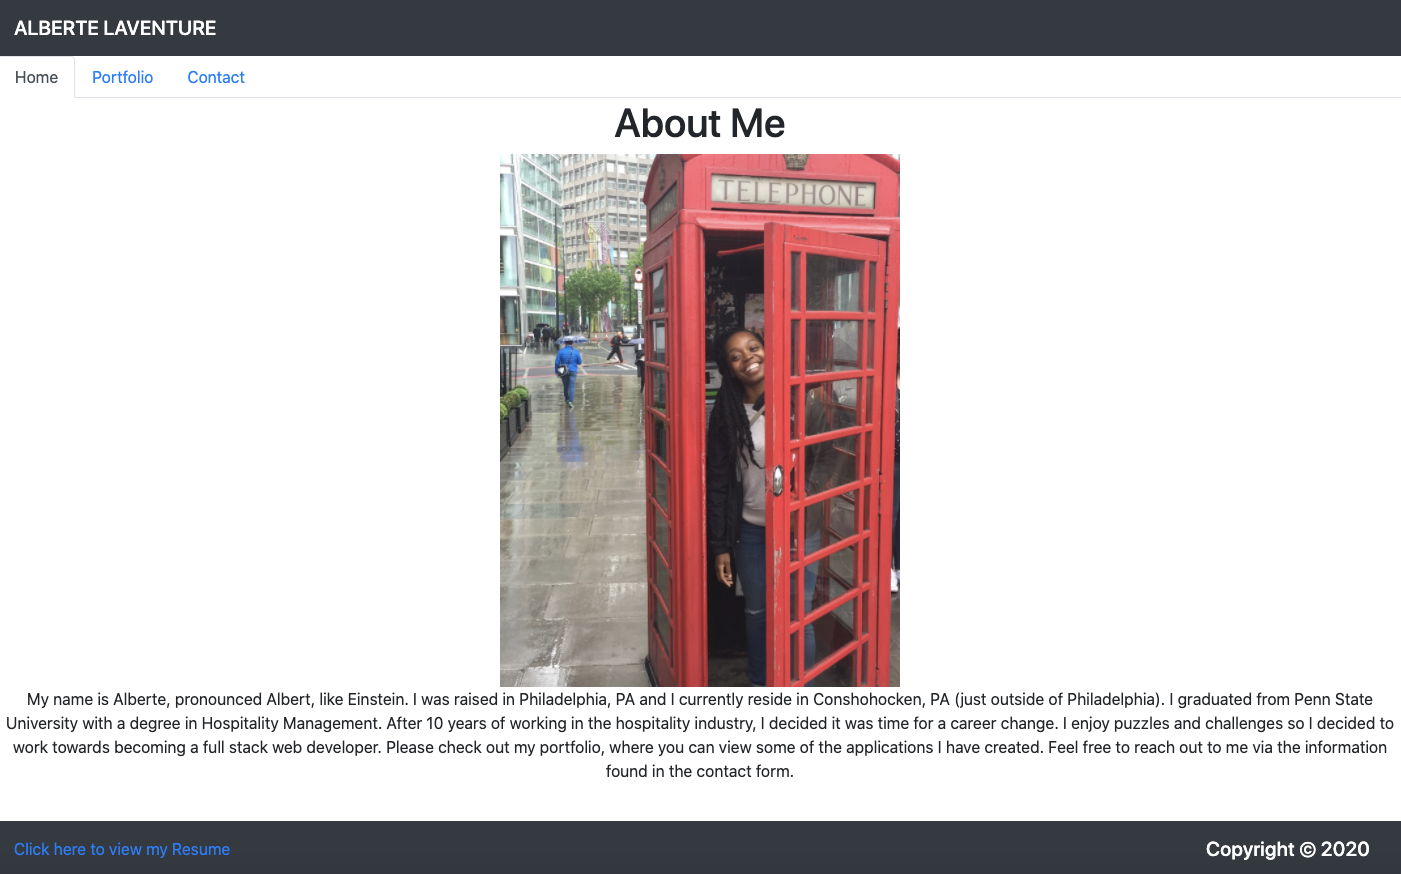 ALBERTE LAVENTURE
Home Portfolio Contact
About Me
TELEPHONE
My name is Alberte, pronounced Albert, like Einstein. I was raised in Philadelphia, PA and I currently reside in Conshohocken, PA (just outside of Philadelphia). I graduated from Penn State
University with a degree in Hospitality Management. After 10 years of working in the hospitality industry, I decided it was time for a career change. I enjoy puzzles and challenges so I decided to
work towards becoming a full stack web developer. Please check out my portfolio, where you can view some of the applications I have created. Feel free to reach out to me via the information
found in the contact form.
Click here to view my Resume
Copyright © 2020